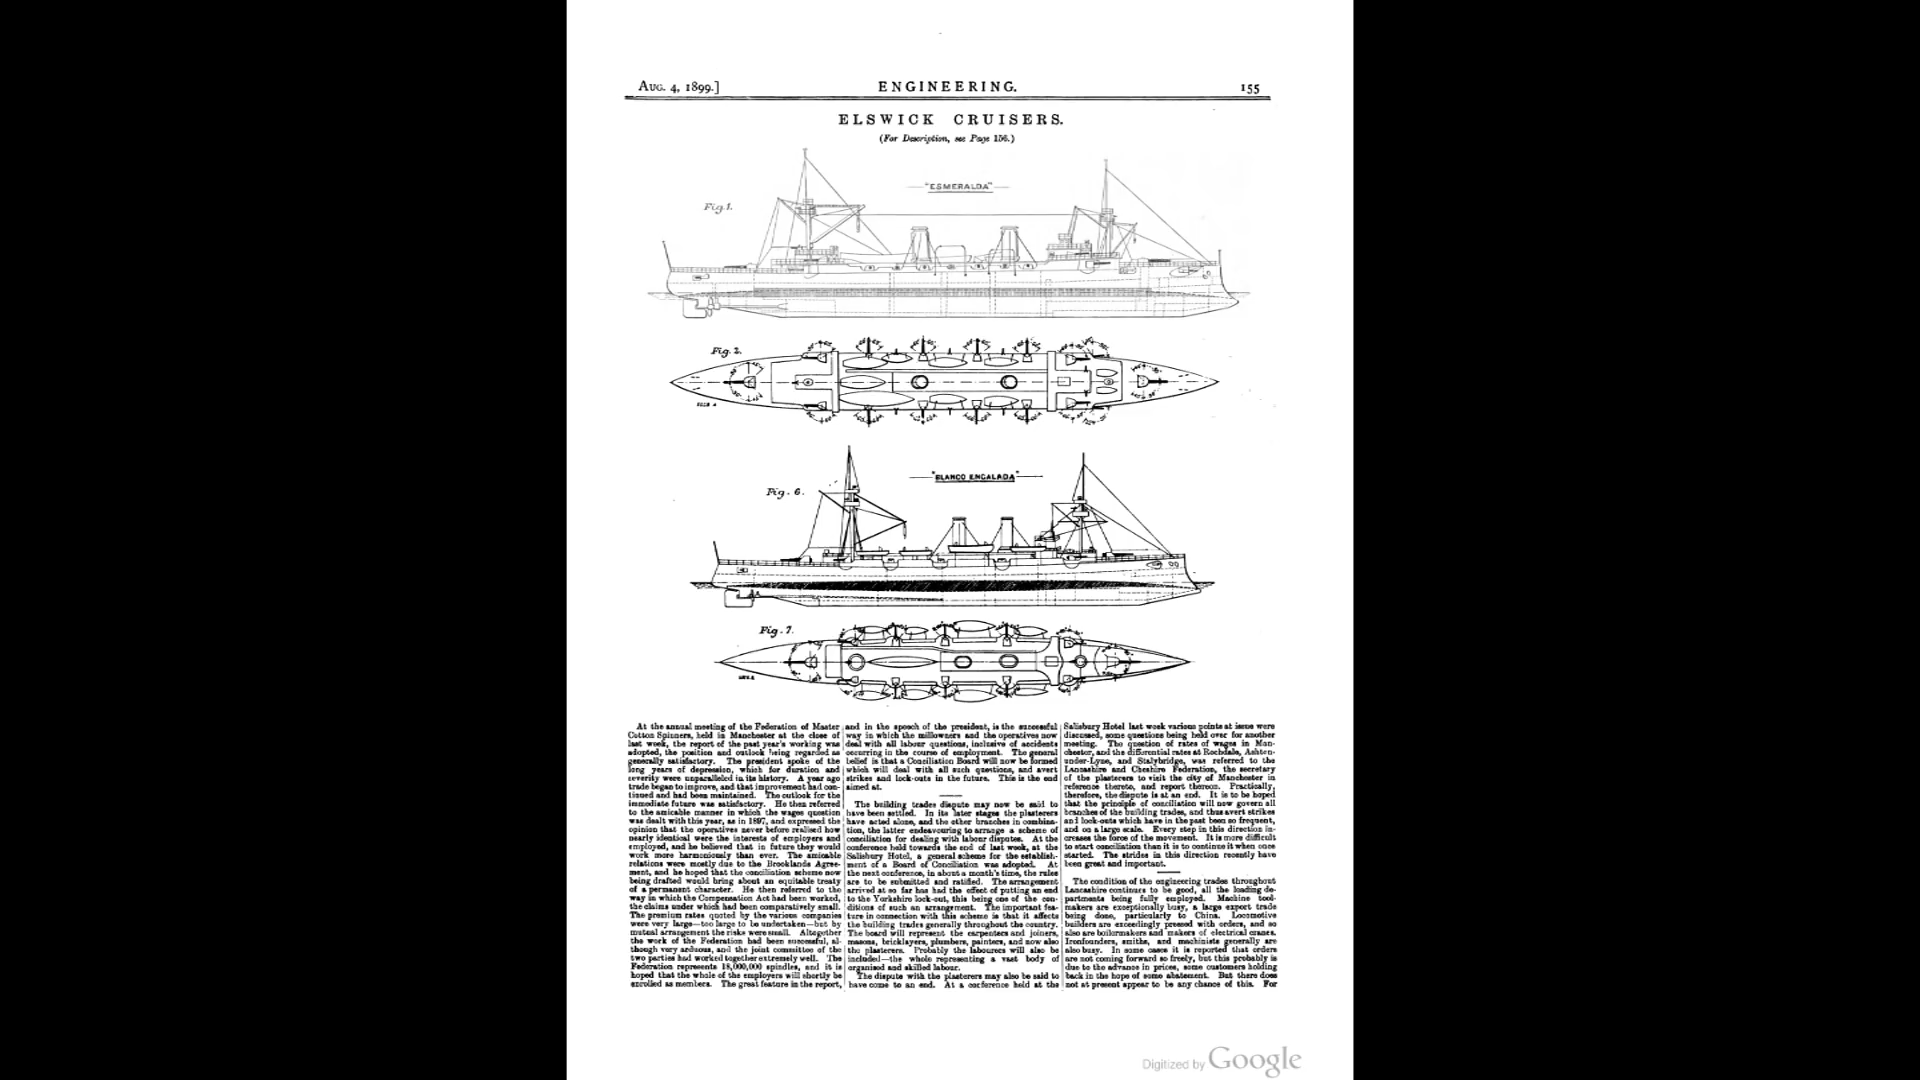 AUG. 4, 1899.]
ENGINEERING.
155
ELSWICK CRUISERS.
(For Description, see Page 156.)
"ESMERALDA"
Fig. 1.
Fig. 2.
"BLANCO ENCALADA"
Fig. 6.
Fig. 7.
At the annual meeting of the Federation of Master
Cotton Spinners, held in Manchester at the close of
last week, the report of the past year's working was
adopted, the position and outlook being regarded as
generally satisfactory. The president spoke of the
long years of depression, which for duration and
severity were unparalleled in its history. A year ago
trade began to improve, and that improvement had con-
tinued and had been maintained. The outlook for the
immediate future was satisfactory. He then referred
to the amicable manner in which the wages question
was dealt with this year, as in 1897, and expressed the
opinion that the operatives never before realised how
nearly identical were the interests of employers and
employed, and he believed that in future they would
work more harmoniously than ever. The amicable
relations were mostly due to the Brooklands Agree-
ment, and he hoped that the conciliation scheme now
being drafted would bring about an equitable treaty
of a permanent character. He then referred to the
way in which the Compensation Act had been worked,
the claims under which had been comparatively small.
The premium rates quoted by the various companies
were very large—too large to be undertaken—but by
mutual arrangement the risks were small. Altogether
the work of the Federation had been successful, al-
though very arduous, and the joint committee of the
two parties had worked together extremely well. The
Federation represents 18,000,000 spindles, and it is
hoped that the whole of the employers will shortly be
enrolled as members. The great feature in the report,
and in the speech of the president, is the successful
way in which the millowners and the operatives now
deal with all labour questions, inclusive of accidents
occurring in the course of employment. The general
belief is that a Conciliation Board will now be formed
which will deal with all such questions, and avert
strikes and lock-outs in the future. This is the end
aimed at.
The building trades dispute may now be said to
have been settled. In its later stages the plasterers
have acted alone, and the other branches in combina-
tion, the latter endeavouring to arrange a scheme of
conciliation for dealing with labour disputes. At the
conference held towards the end of last week, at the
Salisbury Hotel, a general scheme for the establish-
ment of a Board of Conciliation was adopted. At
the next conference, in about a month's time, the rules
are to be submitted and ratified. The arrangement
arrived at so far has had the effect of putting an end
to the Yorkshire lock-out, this being one of the con-
ditions of such an arrangement. The important fea-
ture in connection with this scheme is that it affects
the building trades generally throughout the country.
The board will represent the carpenters and joiners,
masons, bricklayers, plumbers, painters, and now also
the plasterers. Probably the labourers will also be
included—the whole representing a vast body of
organised and skilled labour.
The dispute with the plasterers may also be said to
have come to an end. At a conference held at the
Salisbury Hotel last week various points at issue were
discussed, some questions being held over for another
meeting. The question of rates of wages in Man-
chester, and the differential rates at Rochdale, Ashton-
under-Lyne, and Stalybridge, was referred to the
Lancashire and Cheshire Federation, the secretary
of the plasterers to visit the city of Manchester in
reference thereto, and report thereon. Practically,
therefore, the dispute is at an end. It is to be hoped
that the principle of conciliation will now govern all
branches of the building trades, and thus avert strikes
and lock-outs which have in the past been so frequent,
and on a large scale. Every step in this direction in-
creases the force of the movement. It is more difficult
to start conciliation than it is to continue it when once
started. The strides in this direction recently have
been great and important.
The condition of the engineering trades throughout
Lancashire continues to be good, all the leading de-
partments being fully employed. Machine tool-
makers are exceptionally busy, a large export trade
being done, particularly to China. Locomotive
builders are exceedingly pressed with orders, and so
also are boilermakers and makers of electrical cranes.
Ironfounders, smiths, and machinists generally are
also busy. In some cases it is reported that orders
are not coming forward so freely, but this probably is
due to the advance in prices, some customers holding
back in the hope of some abatement. But there does
not at present appear to be any chance of this. For
Digitized by Google